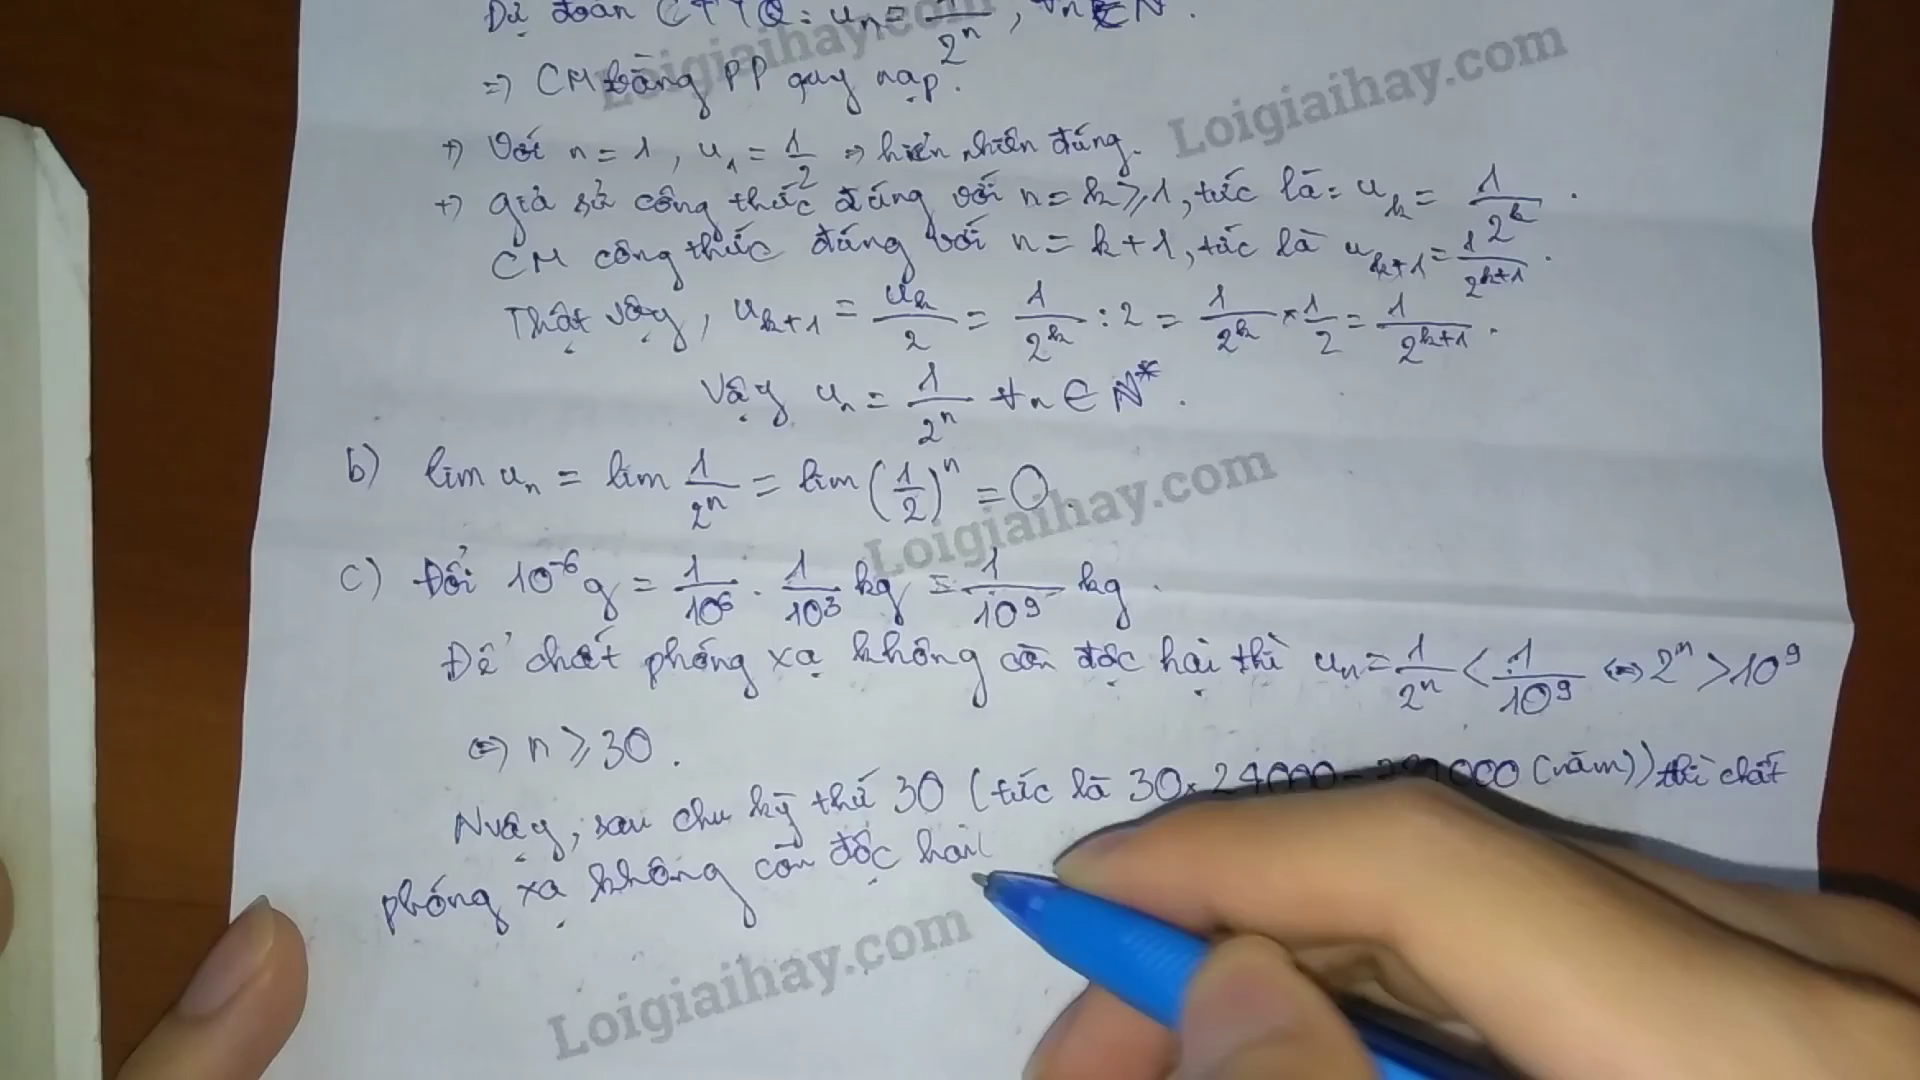 Dự đoán CTTQ: uₙ = 1/2ⁿ, ∀n ∈ N*.
⇒ CM bằng PP quy nạp.
+) Với n = 1, u₁ = 1/2 ⇒ hiển nhiên đúng.
+) giả sử công thức đúng với n = k ≥ 1, tức là: uₖ = 1/2ᵏ.
CM công thức đúng với n = k + 1, tức là uₖ₊₁ = 1/2ᵏ⁺¹.
Thật vậy, uₖ₊₁ = uₖ/2 = 1/2ᵏ : 2 = 1/2ᵏ × 1/2 = 1/2ᵏ⁺¹.
Vậy uₙ = 1/2ⁿ ∀n ∈ N*.
b) lim uₙ = lim 1/2ⁿ = lim (1/2)ⁿ = 0.
c) Đổi 10⁻⁶ g = 1/10⁶ . 1/10³ kg = 1/10⁹ kg.
Để chất phóng xạ không còn độc hại thì uₙ = 1/2ⁿ < 1/10⁹ ⇔ 2ⁿ > 10⁹
⇔ n ≥ 30.
Nvậy, sau chu kỳ thứ 30 (tức là 30 × 24000 = 000 (năm)) thì chất
phóng xạ không còn độc hại
Loigiaihay.com
Loigiaihay.com
Loigiaihay.com
Loigiaihay.com